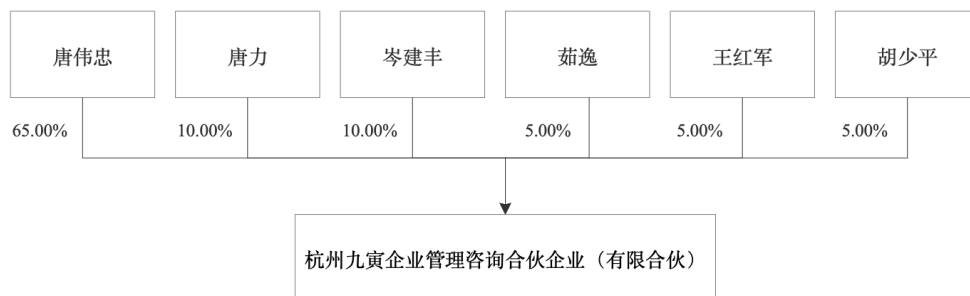 唐伟忠 唐力 岑建丰 茹逸 王红军 胡少平
65.00% 10.00% 10.00% 5.00% 5.00% 5.00%
杭州九寅企业管理咨询合伙企业（有限合伙）